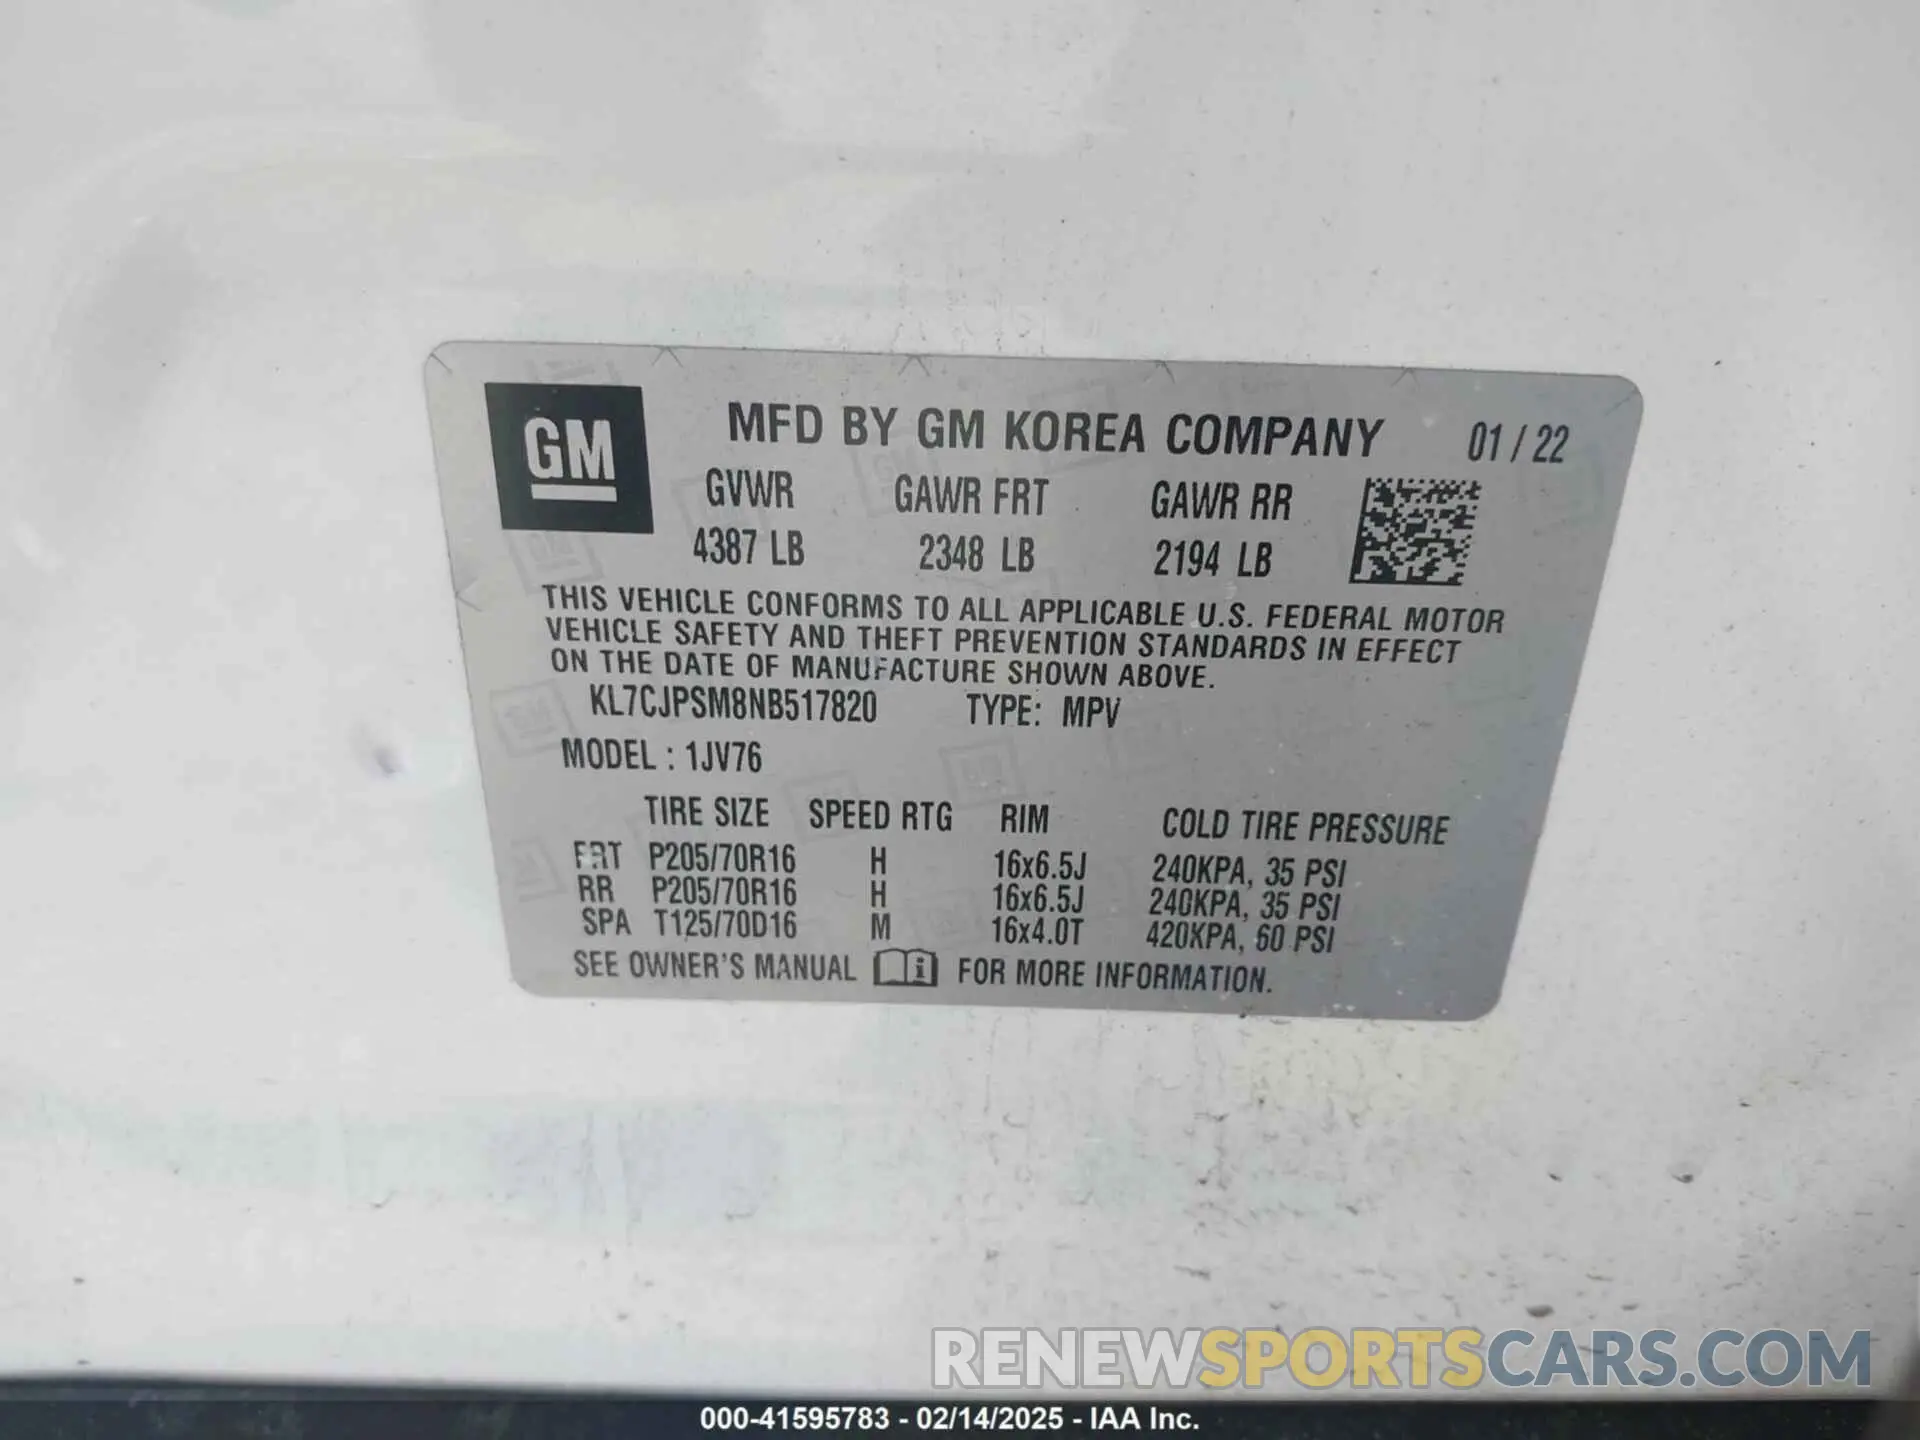 GM
MFD BY GM KOREA COMPANY 01 / 22
GVWR GAWR FRT GAWR RR
4387 LB 2348 LB 2194 LB
THIS VEHICLE CONFORMS TO ALL APPLICABLE U.S. FEDERAL MOTOR
VEHICLE SAFETY AND THEFT PREVENTION STANDARDS IN EFFECT
ON THE DATE OF MANUFACTURE SHOWN ABOVE.
KL7CJPSM8NB517820 TYPE: MPV
MODEL : 1JV76
TIRE SIZE SPEED RTG RIM COLD TIRE PRESSURE
FRT P205/70R16 H 16x6.5J 240KPA, 35 PSI
RR P205/70R16 H 16x6.5J 240KPA, 35 PSI
SPA T125/70D16 M 16x4.0T 420KPA, 60 PSI
SEE OWNER'S MANUAL i FOR MORE INFORMATION.
RENEWSPORTSCARS.COM
000-41595783 - 02/14/2025 - IAA Inc.